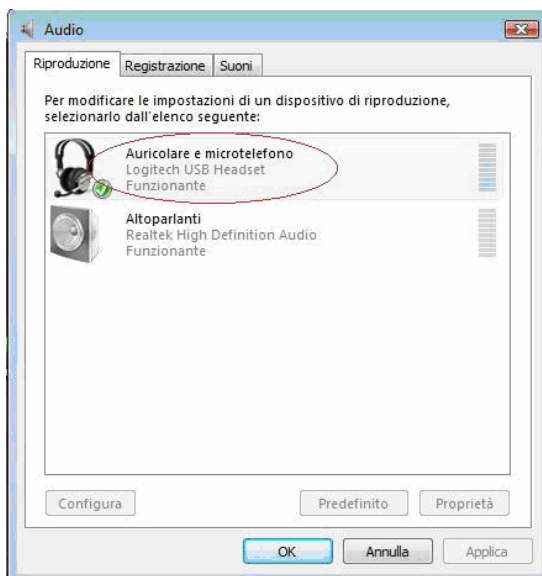 Audio
Riproduzione Registrazione Suoni
Per modificare le impostazioni di un dispositivo di riproduzione,
selezionarlo dall'elenco seguente:
Auricolare e microtelefono
Logitech USB Headset
Funzionante
Altoparlanti
Realtek High Definition Audio
Funzionante
Configura Predefinito Proprietà
OK Annulla Applica